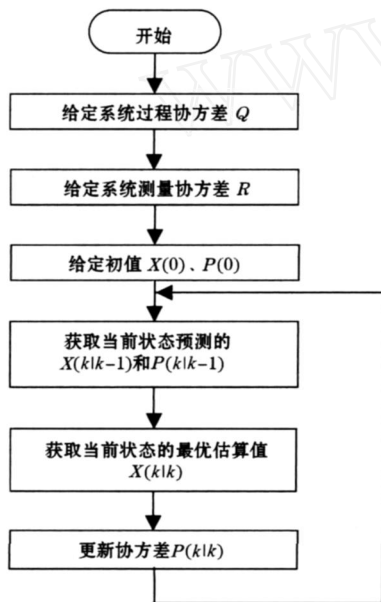 开始
给定系统过程协方差 Q
给定系统测量协方差 R
给定初值 X(0)、P(0)
获取当前状态预测的
X(k|k-1)和P(k|k-1)
获取当前状态的最优估算值
X(k|k)
更新协方差P(k|k)